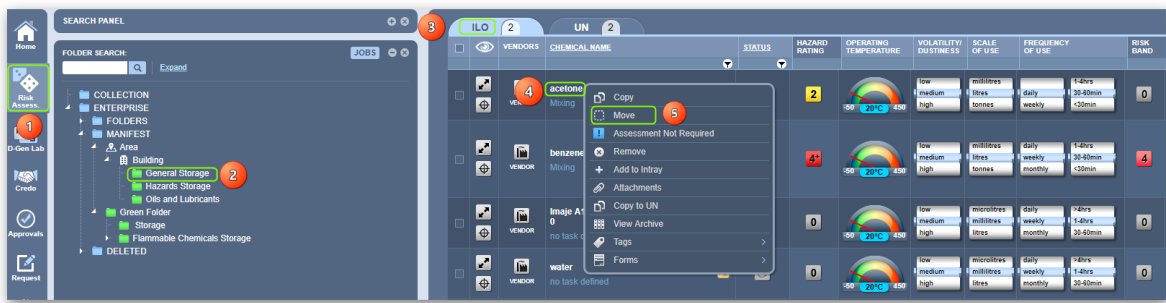 Home
Risk
Assess.
1
D-Gen Lab
Credo
Approvals
Request
SEARCH PANEL
FOLDER SEARCH:
JOBS
Expand
COLLECTION
ENTERPRISE
FOLDERS
MANIFEST
Area
Building
General Storage
2
Hazards Storage
Oils and Lubricants
Green Folder
Storage
Flammable Chemicals Storage
DELETED
3
ILO 2
UN 2
VENDORS CHEMICAL NAME STATUS HAZARD RATING OPERATING TEMPERATURE VOLATILITY/ DUSTINESS SCALE OF USE FREQUENCY OF USE RISK BAND
4
acetone
Mixing
2
-50 20°C 450
low millilitres 1-4hrs
medium litres daily 30-60min
high tonnes weekly <30min
0
VENDOR
benzene
Mixing
4+
-50 20°C 450
low millilitres daily 1-4hrs
medium litres weekly 30-60min
high tonnes monthly <30min
4
VENDOR
Imaje A1
0
no task d
0
-50 20°C 450
low microlitres daily >4hrs
medium millilitres weekly 1-4hrs
high litres monthly 30-60min
0
VENDOR
water
no task defined
0
-50 20°C 450
low microlitres daily >4hrs
medium millilitres weekly 1-4hrs
high litres monthly 30-60min
0
Copy
Move
5
Assessment Not Required
Remove
Add to Intray
Attachments
Copy to UN
View Archive
Tags
Forms